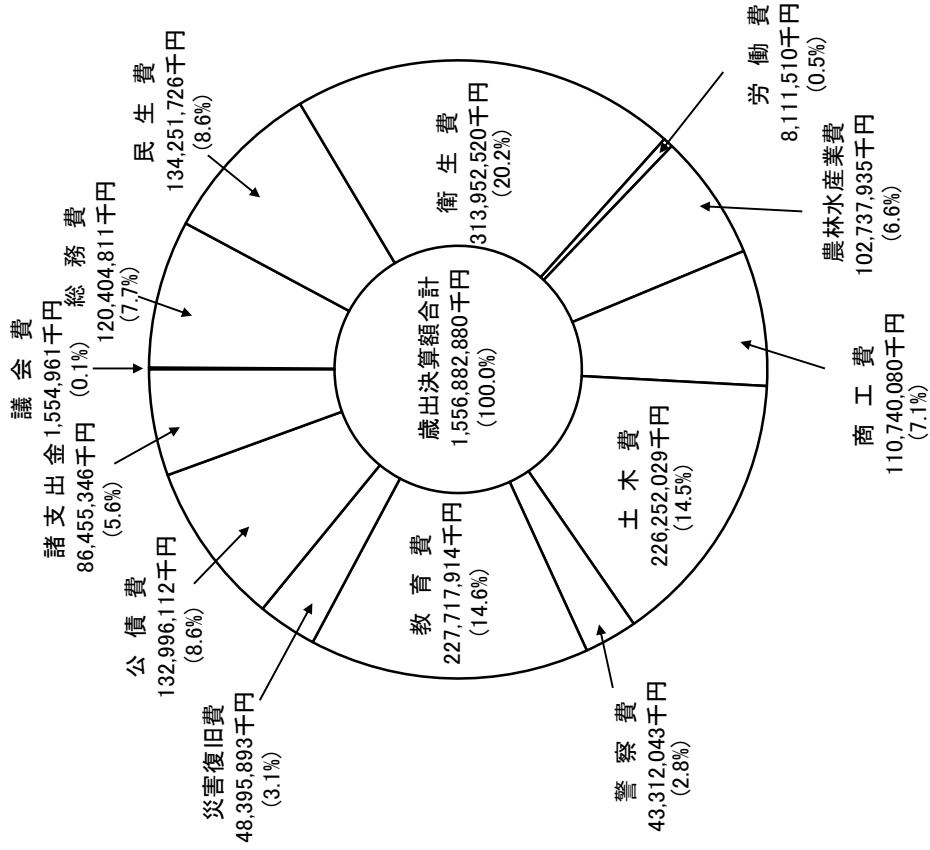 歳出決算額合計
1,556,882,880千円
(100.0%)
議 会 費
1,554,961千円
(0.1%)
総 務 費
120,404,811千円
(7.7%)
民 生 費
134,251,726千円
(8.6%)
衛 生 費
313,952,520千円
(20.2%)
労 働 費
8,111,510千円
(0.5%)
農林水産業費
102,737,935千円
(6.6%)
商 工 費
110,740,080千円
(7.1%)
土 木 費
226,252,029千円
(14.5%)
警 察 費
43,312,043千円
(2.8%)
教 育 費
227,717,914千円
(14.6%)
災害復旧費
48,395,893千円
(3.1%)
公 債 費
132,996,112千円
(8.6%)
諸 支 出 金
86,455,346千円
(5.6%)